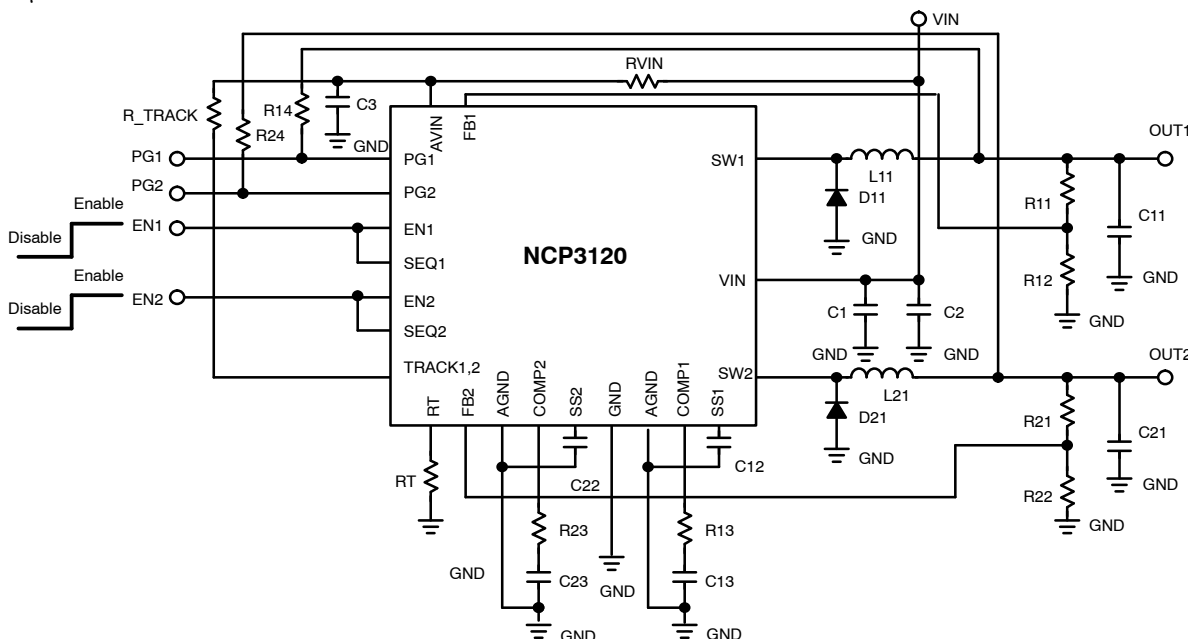 VIN
RVIN
R_TRACK
R14
C3
R24
AVIN
FB1
GND
OUT1
PG1
PG1
SW1
L11
PG2
PG2
D11
R11
C11
Enable
EN1
EN1
GND
Disable
SEQ1
NCP3120
VIN
R12
GND
Enable
EN2
EN2
C1
C2
Disable
SEQ2
GND
GND
GND
TRACK1,2
SW2
L21
OUT2
RT
FB2
AGND
COMP2
SS2
GND
AGND
COMP1
SS1
D21
R21
C21
GND
RT
C22
C12
R22
GND
R23
R13
GND
GND
C23
GND
C13
GND
GND